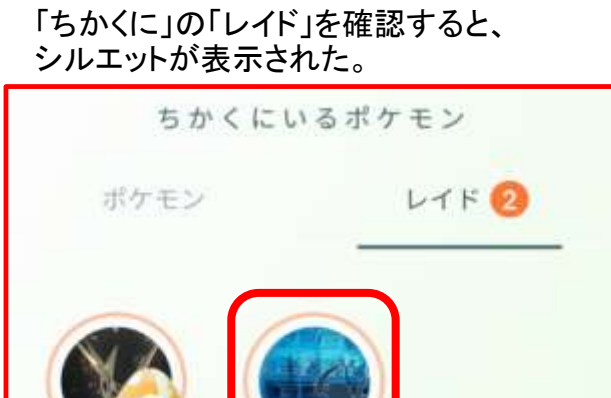 「ちかくに」の「レイド」を確認すると、
シルエットが表示された。
ちかくにいるポケモン
ポケモン
レイド 2